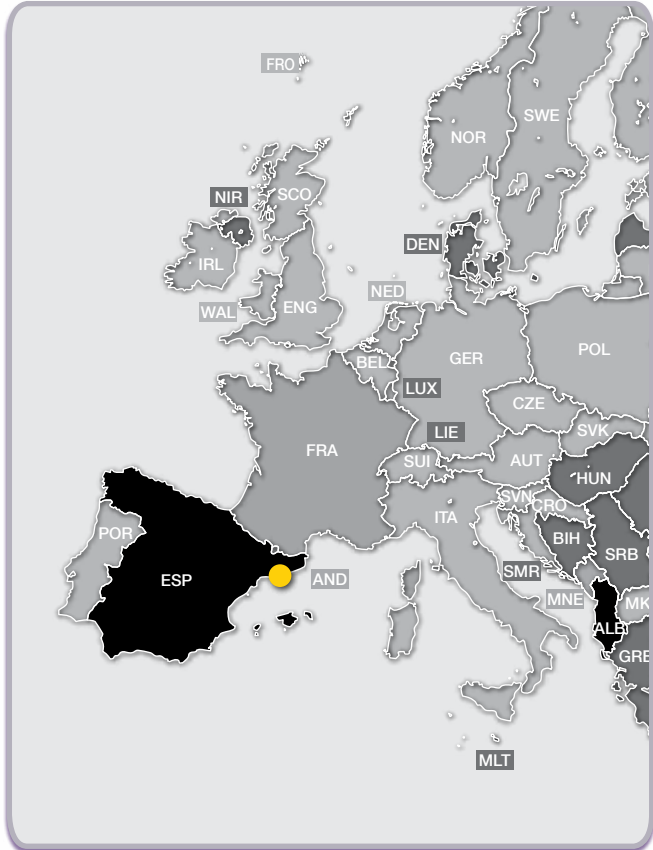 FRO
SWE
NOR
NIR
SCO
DEN
IRL
NED
WAL
ENG
POL
GER
BEL
LUX
CZE
LIE
SVK
FRA
SUI
AUT
HUN
SVN
CRO
ITA
POR
BIH
SRB
SMR
ESP
AND
MNE
MK
ALB
GRE
MLT